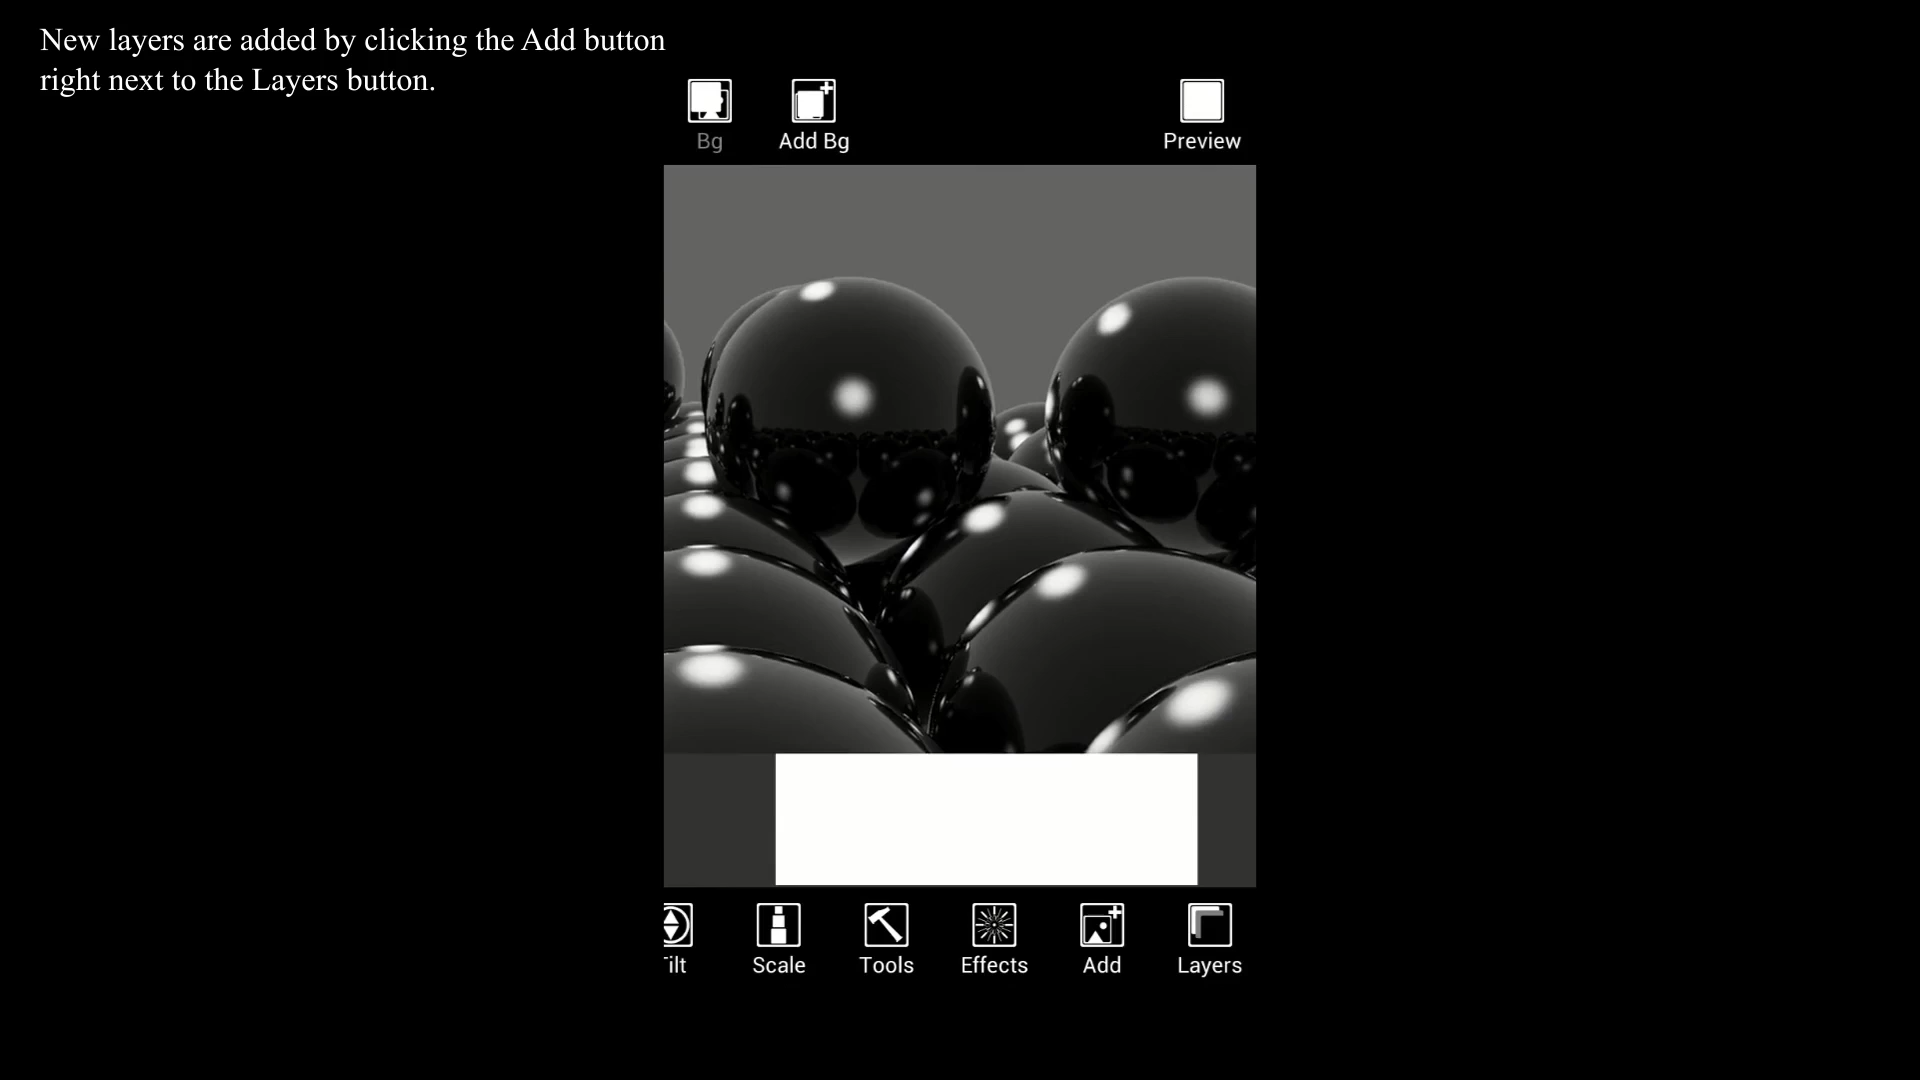 New layers are added by clicking the Add button
right next to the Layers button.
Bg
Add Bg
Preview
ilt
Scale
Tools
Effects
Add
Layers